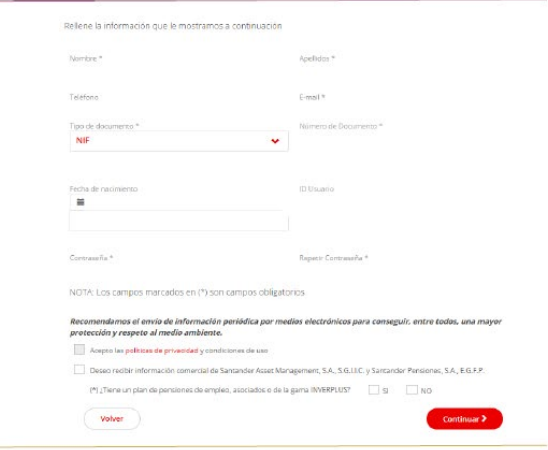 Rellene la información que le mostramos a continuación
Nombre *
Apellidos *
Teléfono
E-mail *
Tipo de documento *
Número de Documento *
NIF
Fecha de nacimiento
ID Usuario
Contraseña *
Repetir Contraseña *
NOTA: Los campos marcados en (*) son campos obligatorios
Recomendamos el envío de información periódica por medios electrónicos para conseguir, entre todos, una mayor
protección y respeto al medio ambiente.
Acepto las políticas de privacidad y condiciones de uso
Deseo recibir información comercial de Santander Asset Management, S.A., S.G.I.I.C. y Santander Pensiones, S.A., E.G.F.P.
(*) ¿Tiene un plan de pensiones de empleo, asociados o de la gama INVERPLUS? SI NO
Volver
Continuar